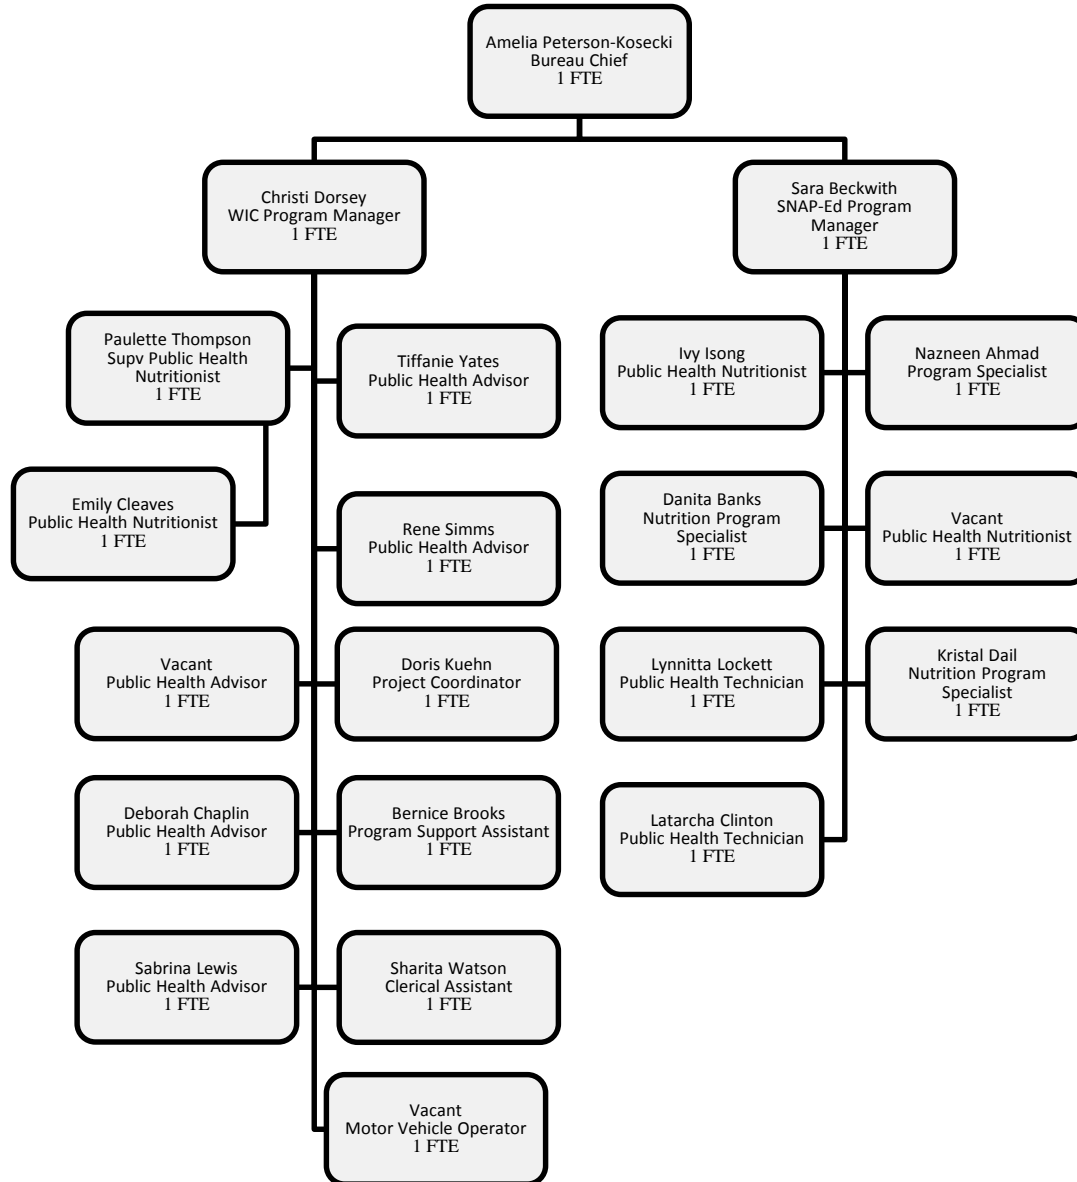 Amelia Peterson-Kosecki
Bureau Chief
1 FTE
Christi Dorsey
WIC Program Manager
1 FTE
Sara Beckwith
SNAP-Ed Program
Manager
1 FTE
Paulette Thompson
Supv Public Health
Nutritionist
1 FTE
Tiffanie Yates
Public Health Advisor
1 FTE
Emily Cleaves
Public Health Nutritionist
1 FTE
Rene Simms
Public Health Advisor
1 FTE
Vacant
Public Health Advisor
1 FTE
Doris Kuehn
Project Coordinator
1 FTE
Deborah Chaplin
Public Health Advisor
1 FTE
Bernice Brooks
Program Support Assistant
1 FTE
Sabrina Lewis
Public Health Advisor
1 FTE
Sharita Watson
Clerical Assistant
1 FTE
Vacant
Motor Vehicle Operator
1 FTE
Ivy Isong
Public Health Nutritionist
1 FTE
Nazneen Ahmad
Program Specialist
1 FTE
Danita Banks
Nutrition Program
Specialist
1 FTE
Vacant
Public Health Nutritionist
1 FTE
Lynnitta Lockett
Public Health Technician
1 FTE
Kristal Dail
Nutrition Program
Specialist
1 FTE
Latarcha Clinton
Public Health Technician
1 FTE